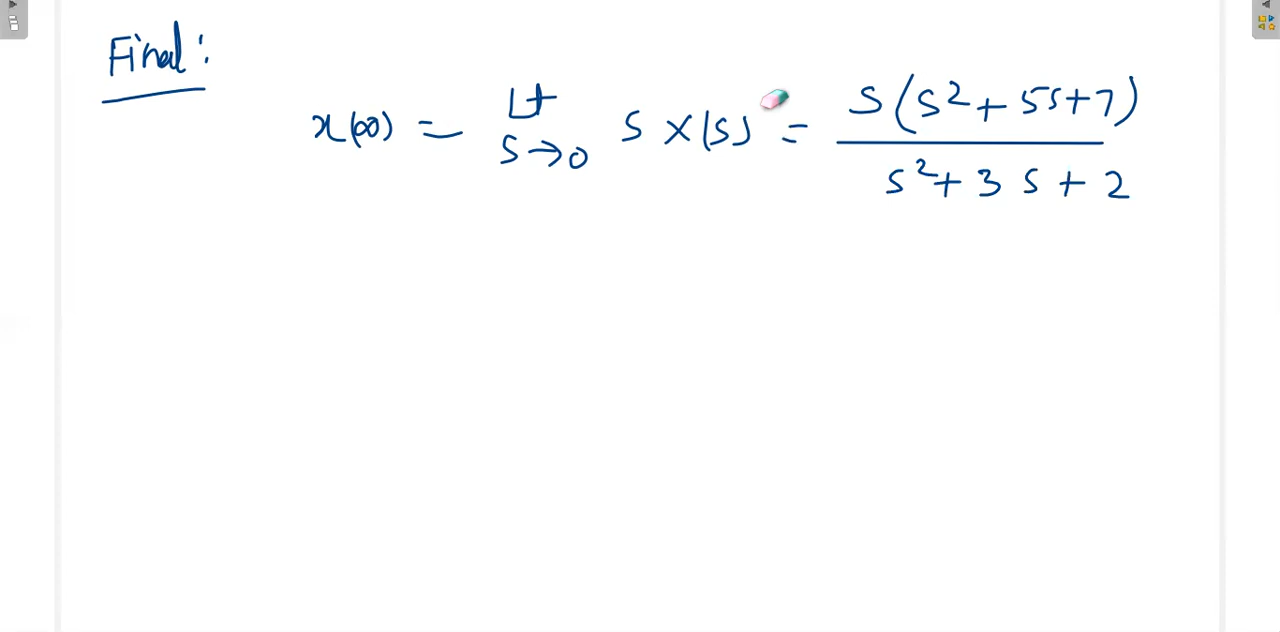 Final:
x(∞) = Lt s→0 s X(s) = s(s²+5s+7) / s²+3s+2